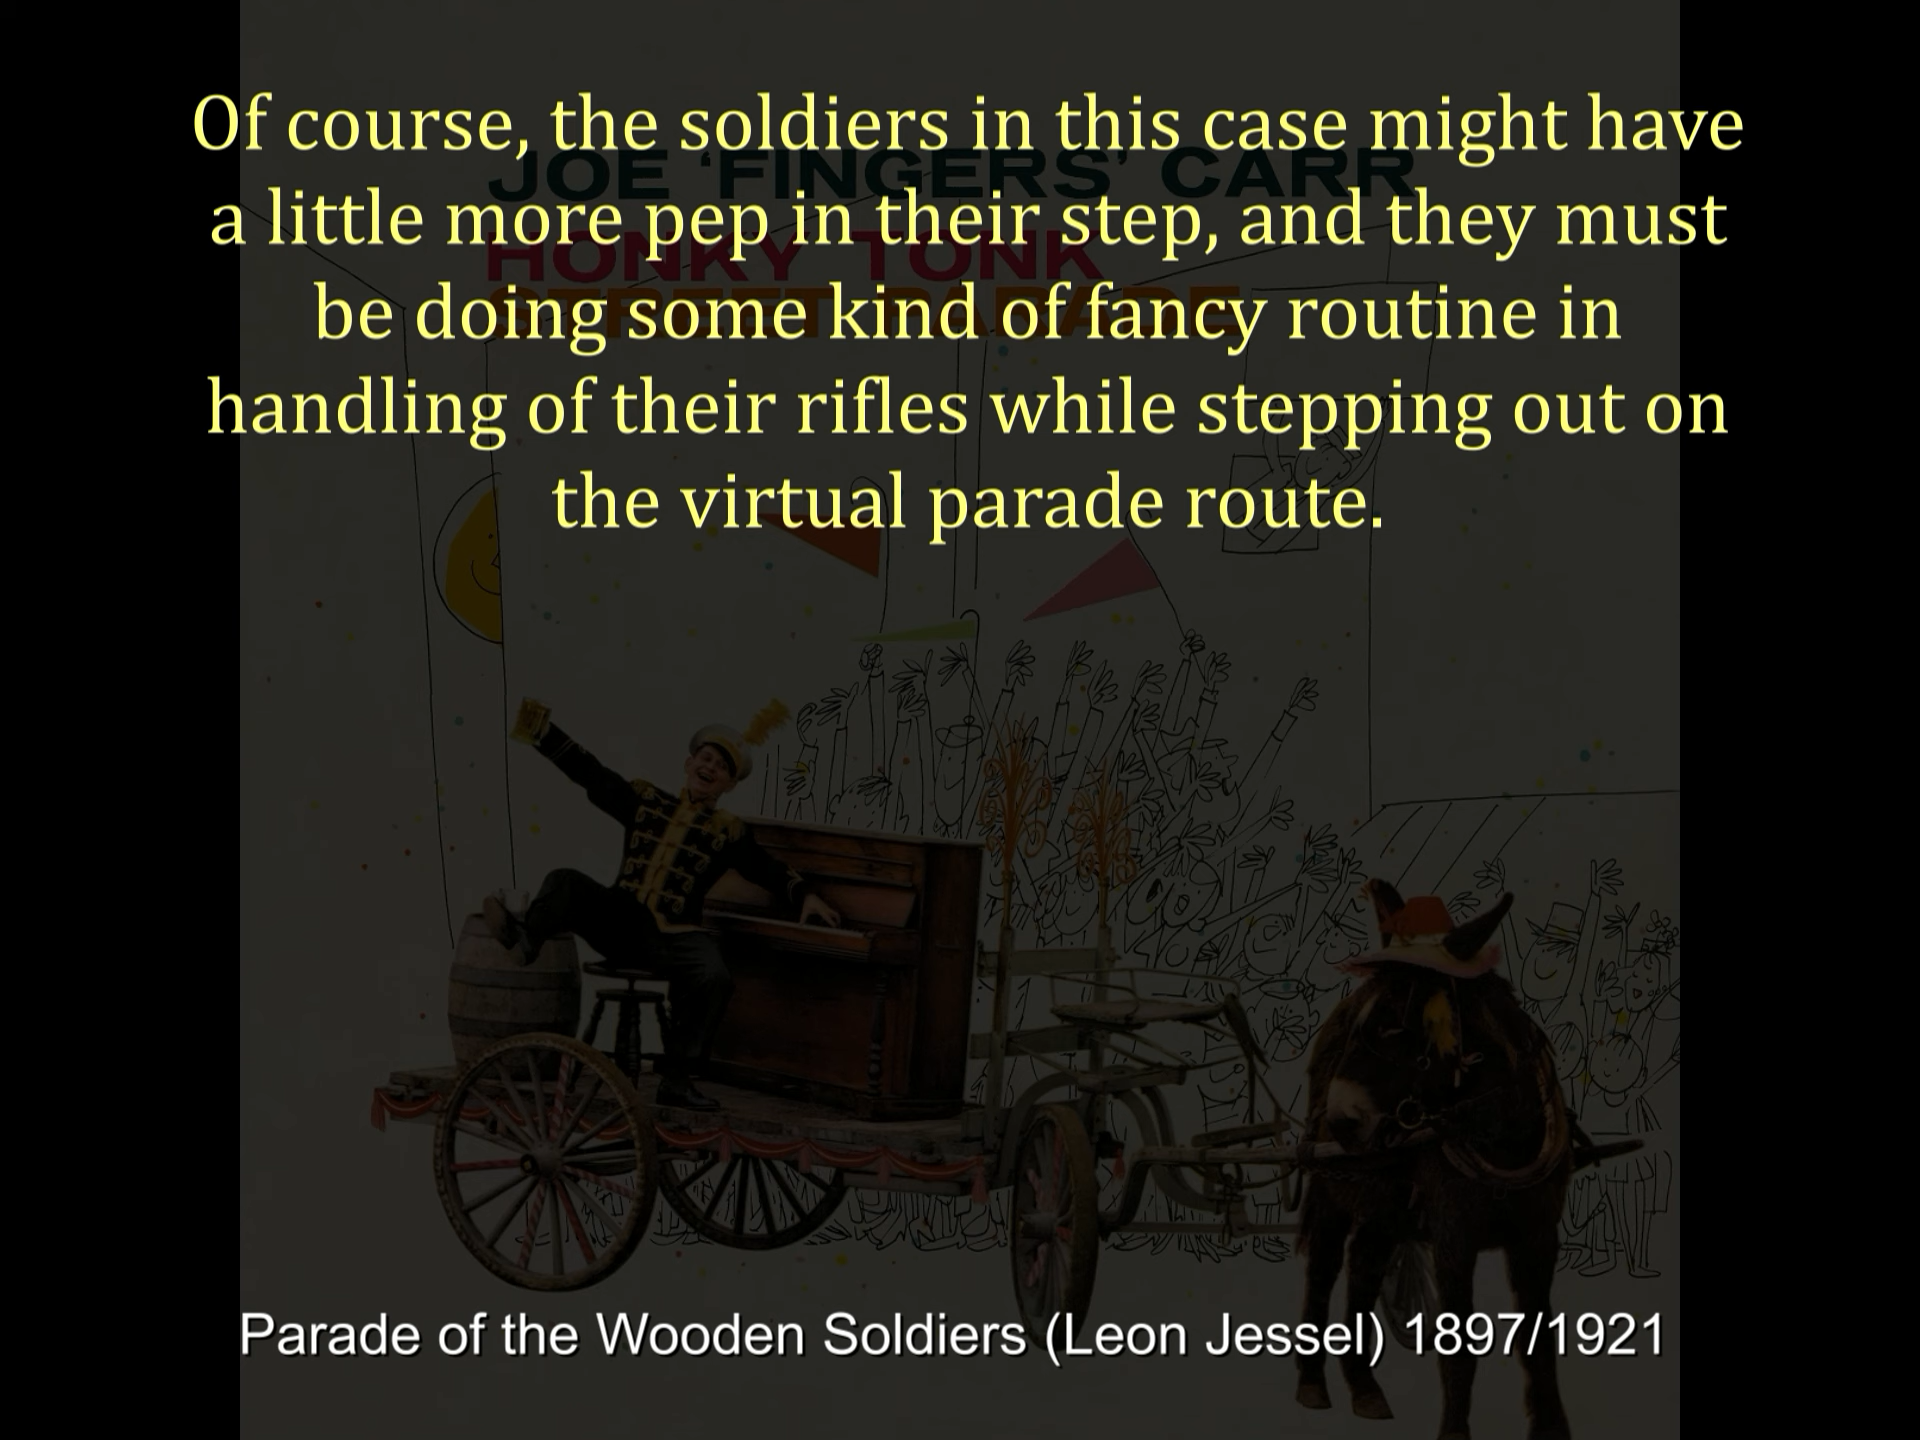 Of course, the soldiers in this case might have
a little more pep in their step, and they must
be doing some kind of fancy routine in
handling of their rifles while stepping out on
the virtual parade route.
JOE ‘FINGERS’ CARR
HONKY TONK
STREET PARADE
Parade of the Wooden Soldiers (Leon Jessel) 1897/1921